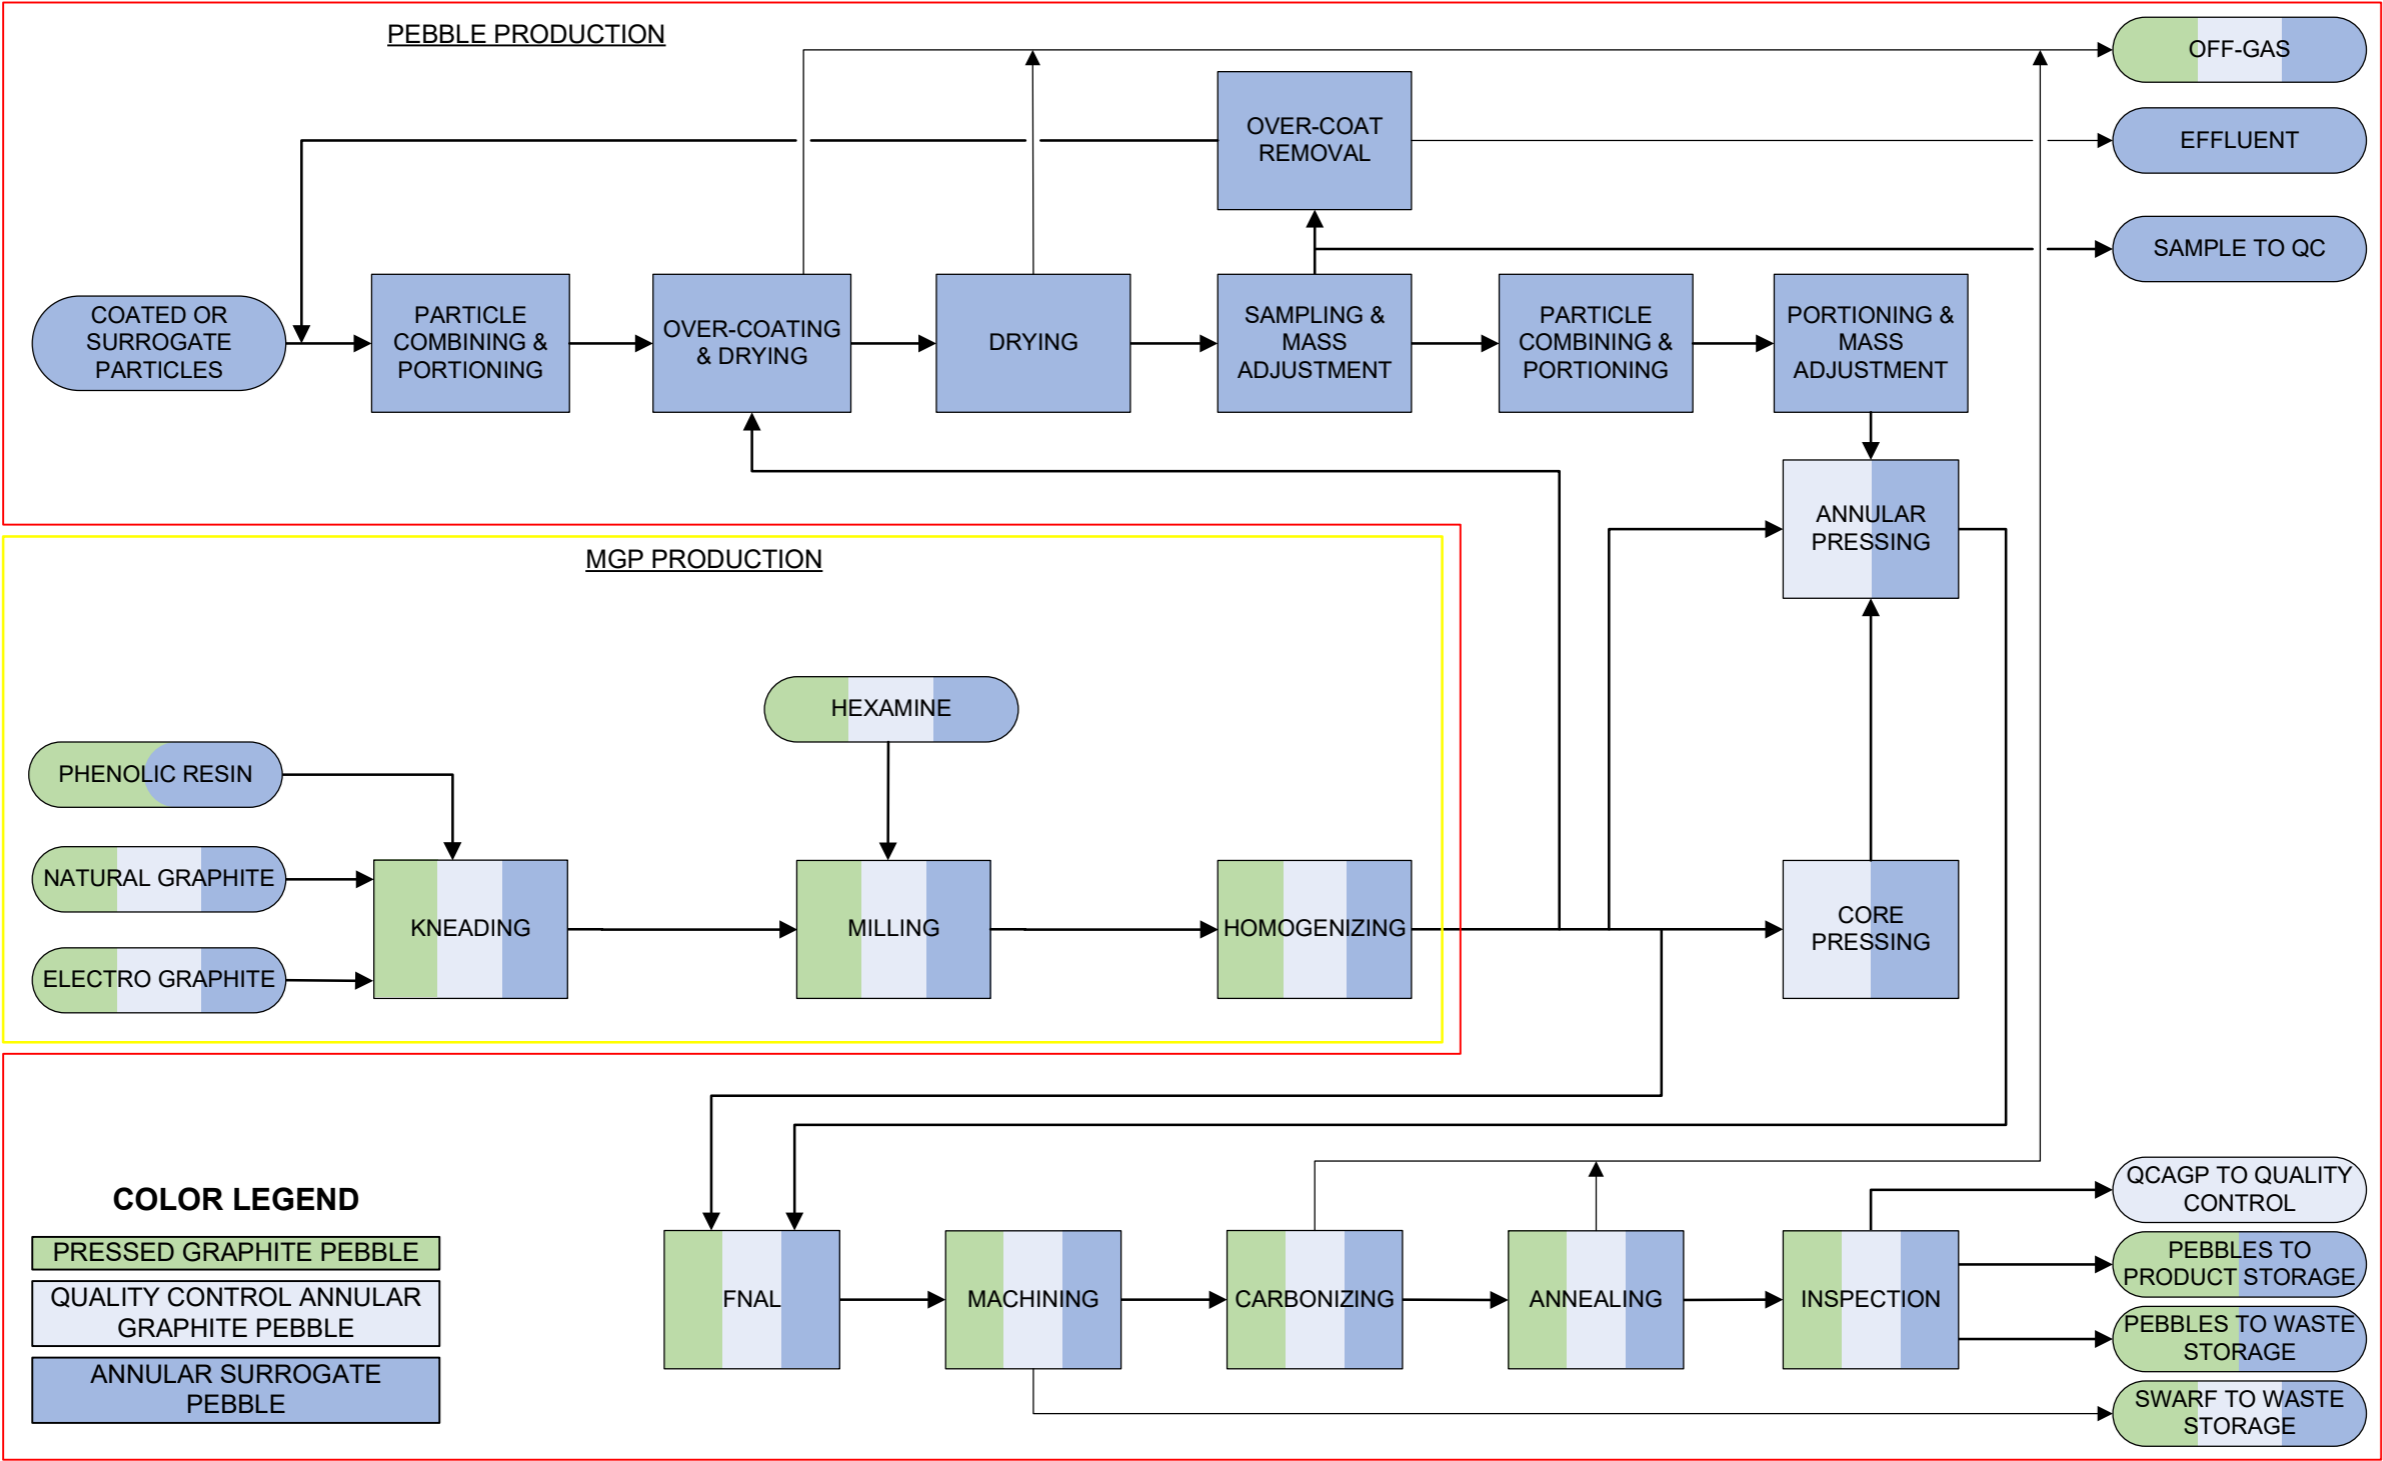 PEBBLE PRODUCTION
OFF-GAS
OVER-COAT
REMOVAL
EFFLUENT
SAMPLE TO QC
COATED OR
SURROGATE
PARTICLES
PARTICLE
COMBINING &
PORTIONING
OVER-COATING
& DRYING
DRYING
SAMPLING &
MASS
ADJUSTMENT
PARTICLE
COMBINING &
PORTIONING
PORTIONING &
MASS
ADJUSTMENT
ANNULAR
PRESSING
MGP PRODUCTION
HEXAMINE
PHENOLIC RESIN
NATURAL GRAPHITE
ELECTRO GRAPHITE
KNEADING
MILLING
HOMOGENIZING
CORE
PRESSING
COLOR LEGEND
PRESSED GRAPHITE PEBBLE
QUALITY CONTROL ANNULAR
GRAPHITE PEBBLE
ANNULAR SURROGATE
PEBBLE
FNAL
MACHINING
CARBONIZING
ANNEALING
INSPECTION
QCAGP TO QUALITY
CONTROL
PEBBLES TO
PRODUCT STORAGE
PEBBLES TO WASTE
STORAGE
SWARF TO WASTE
STORAGE